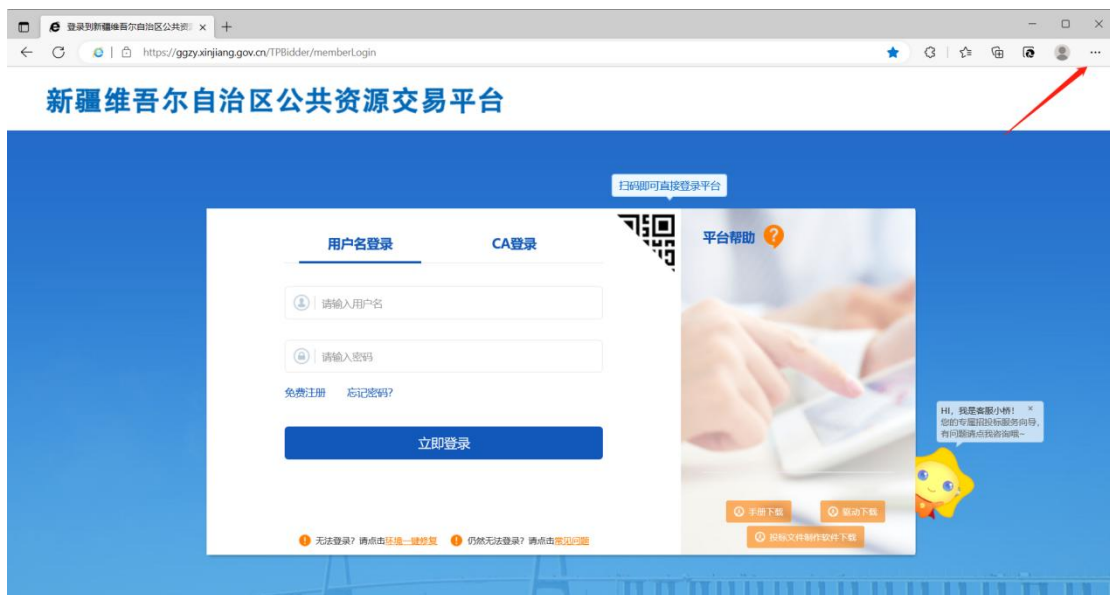 登录到新疆维吾尔自治区公共资
https://ggzy.xinjiang.gov.cn/TPBidder/memberLogin
新疆维吾尔自治区公共资源交易平台
扫码即可直接登录平台
用户名登录
CA登录
平台帮助
请输入用户名
请输入密码
免费注册
忘记密码?
立即登录
HI，我是客服小桥！
您的专属招投标服务向导，
有问题请点我咨询哦~
手册下载
驱动下载
投标文件制作软件下载
无法登录？请点击环境一键修复
仍然无法登录？请点击常见问题